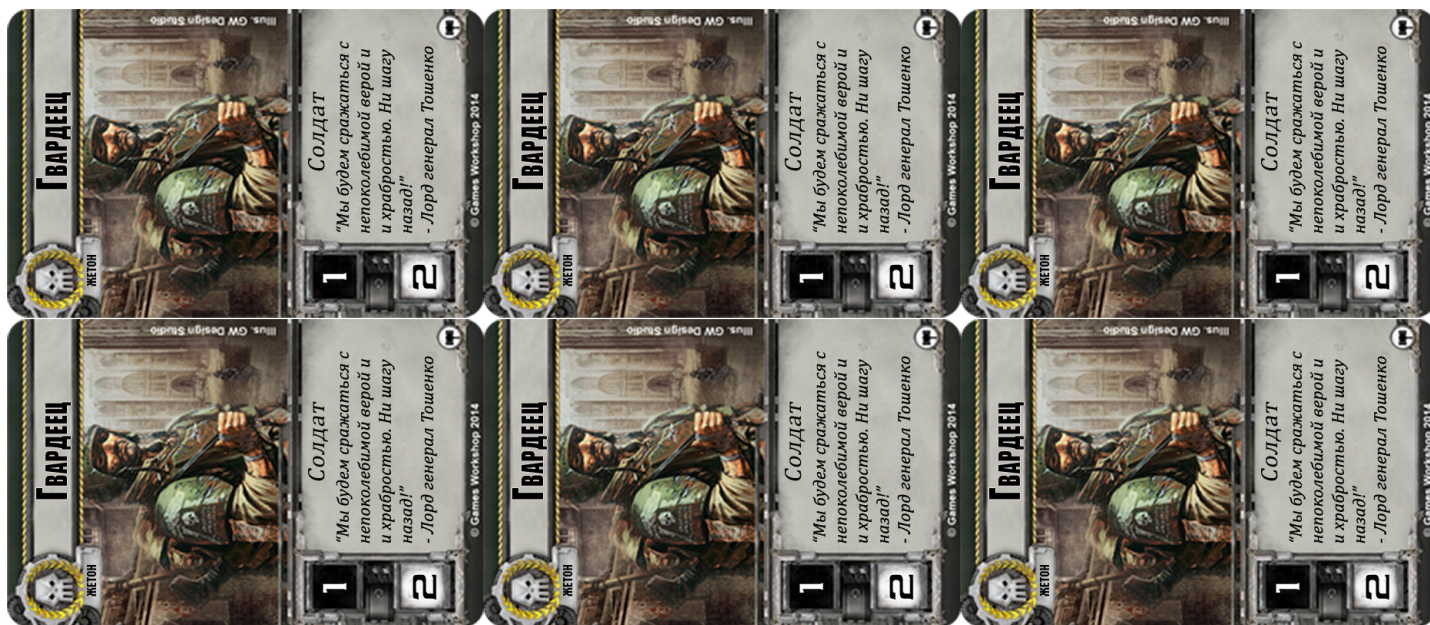 ГВАРДЕЕЦ
ЖЕТОН
Illus. GW Design Studio
Солдат
“Мы будем сражаться с
непоколебимой верой и
и храбростью. Ни шагу
назад!”
- Лорд генерал Тошенко
1
2
© Games Workshop 2014
ГВАРДЕЕЦ
ЖЕТОН
Illus. GW Design Studio
Солдат
“Мы будем сражаться с
непоколебимой верой и
и храбростью. Ни шагу
назад!”
- Лорд генерал Тошенко
1
2
© Games Workshop 2014
ГВАРДЕЕЦ
ЖЕТОН
Illus. GW Design Studio
Солдат
“Мы будем сражаться с
непоколебимой верой и
и храбростью. Ни шагу
назад!”
- Лорд генерал Тошенко
1
2
© Games Workshop 2014
ГВАРДЕЕЦ
ЖЕТОН
Illus. GW Design Studio
Солдат
“Мы будем сражаться с
непоколебимой верой и
и храбростью. Ни шагу
назад!”
- Лорд генерал Тошенко
1
2
© Games Workshop 2014
ГВАРДЕЕЦ
ЖЕТОН
Illus. GW Design Studio
Солдат
“Мы будем сражаться с
непоколебимой верой и
и храбростью. Ни шагу
назад!”
- Лорд генерал Тошенко
1
2
© Games Workshop 2014
ГВАРДЕЕЦ
ЖЕТОН
Illus. GW Design Studio
Солдат
“Мы будем сражаться с
непоколебимой верой и
и храбростью. Ни шагу
назад!”
- Лорд генерал Тошенко
1
2
© Games Workshop 2014